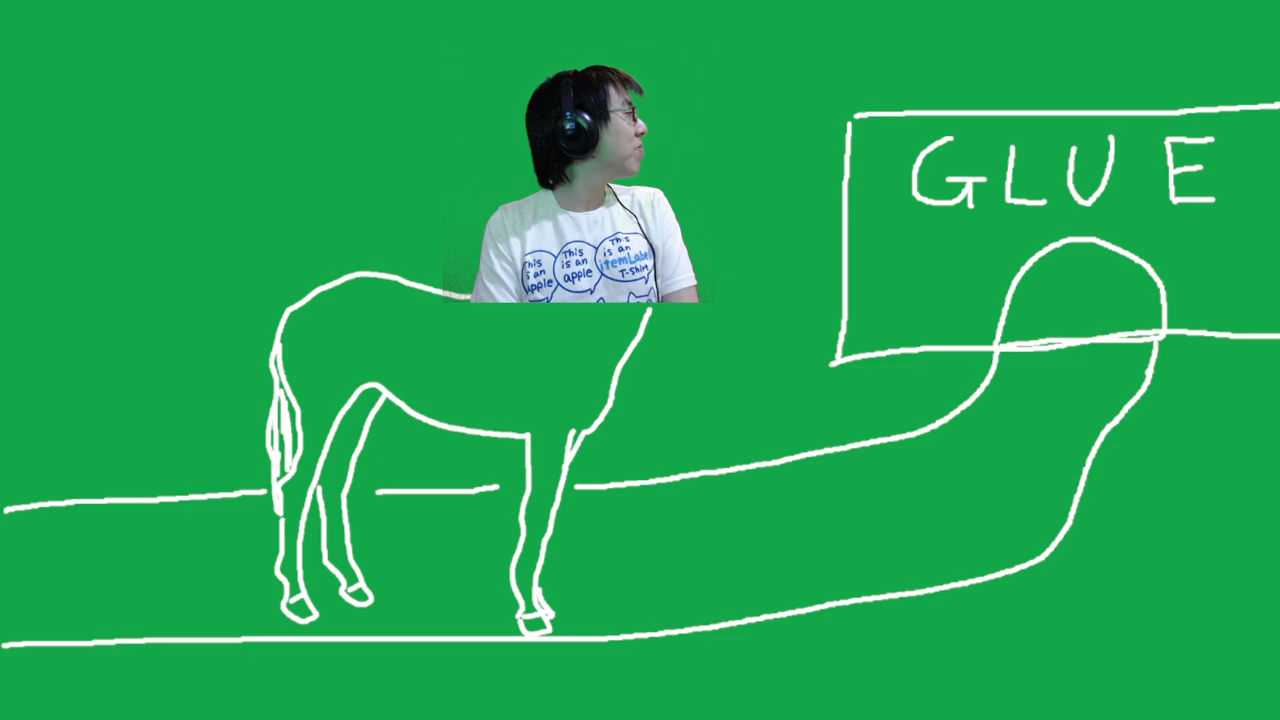 GLUE
This
is an
apple
This
is an
apple
This
is an
itemLabel
T-shirt